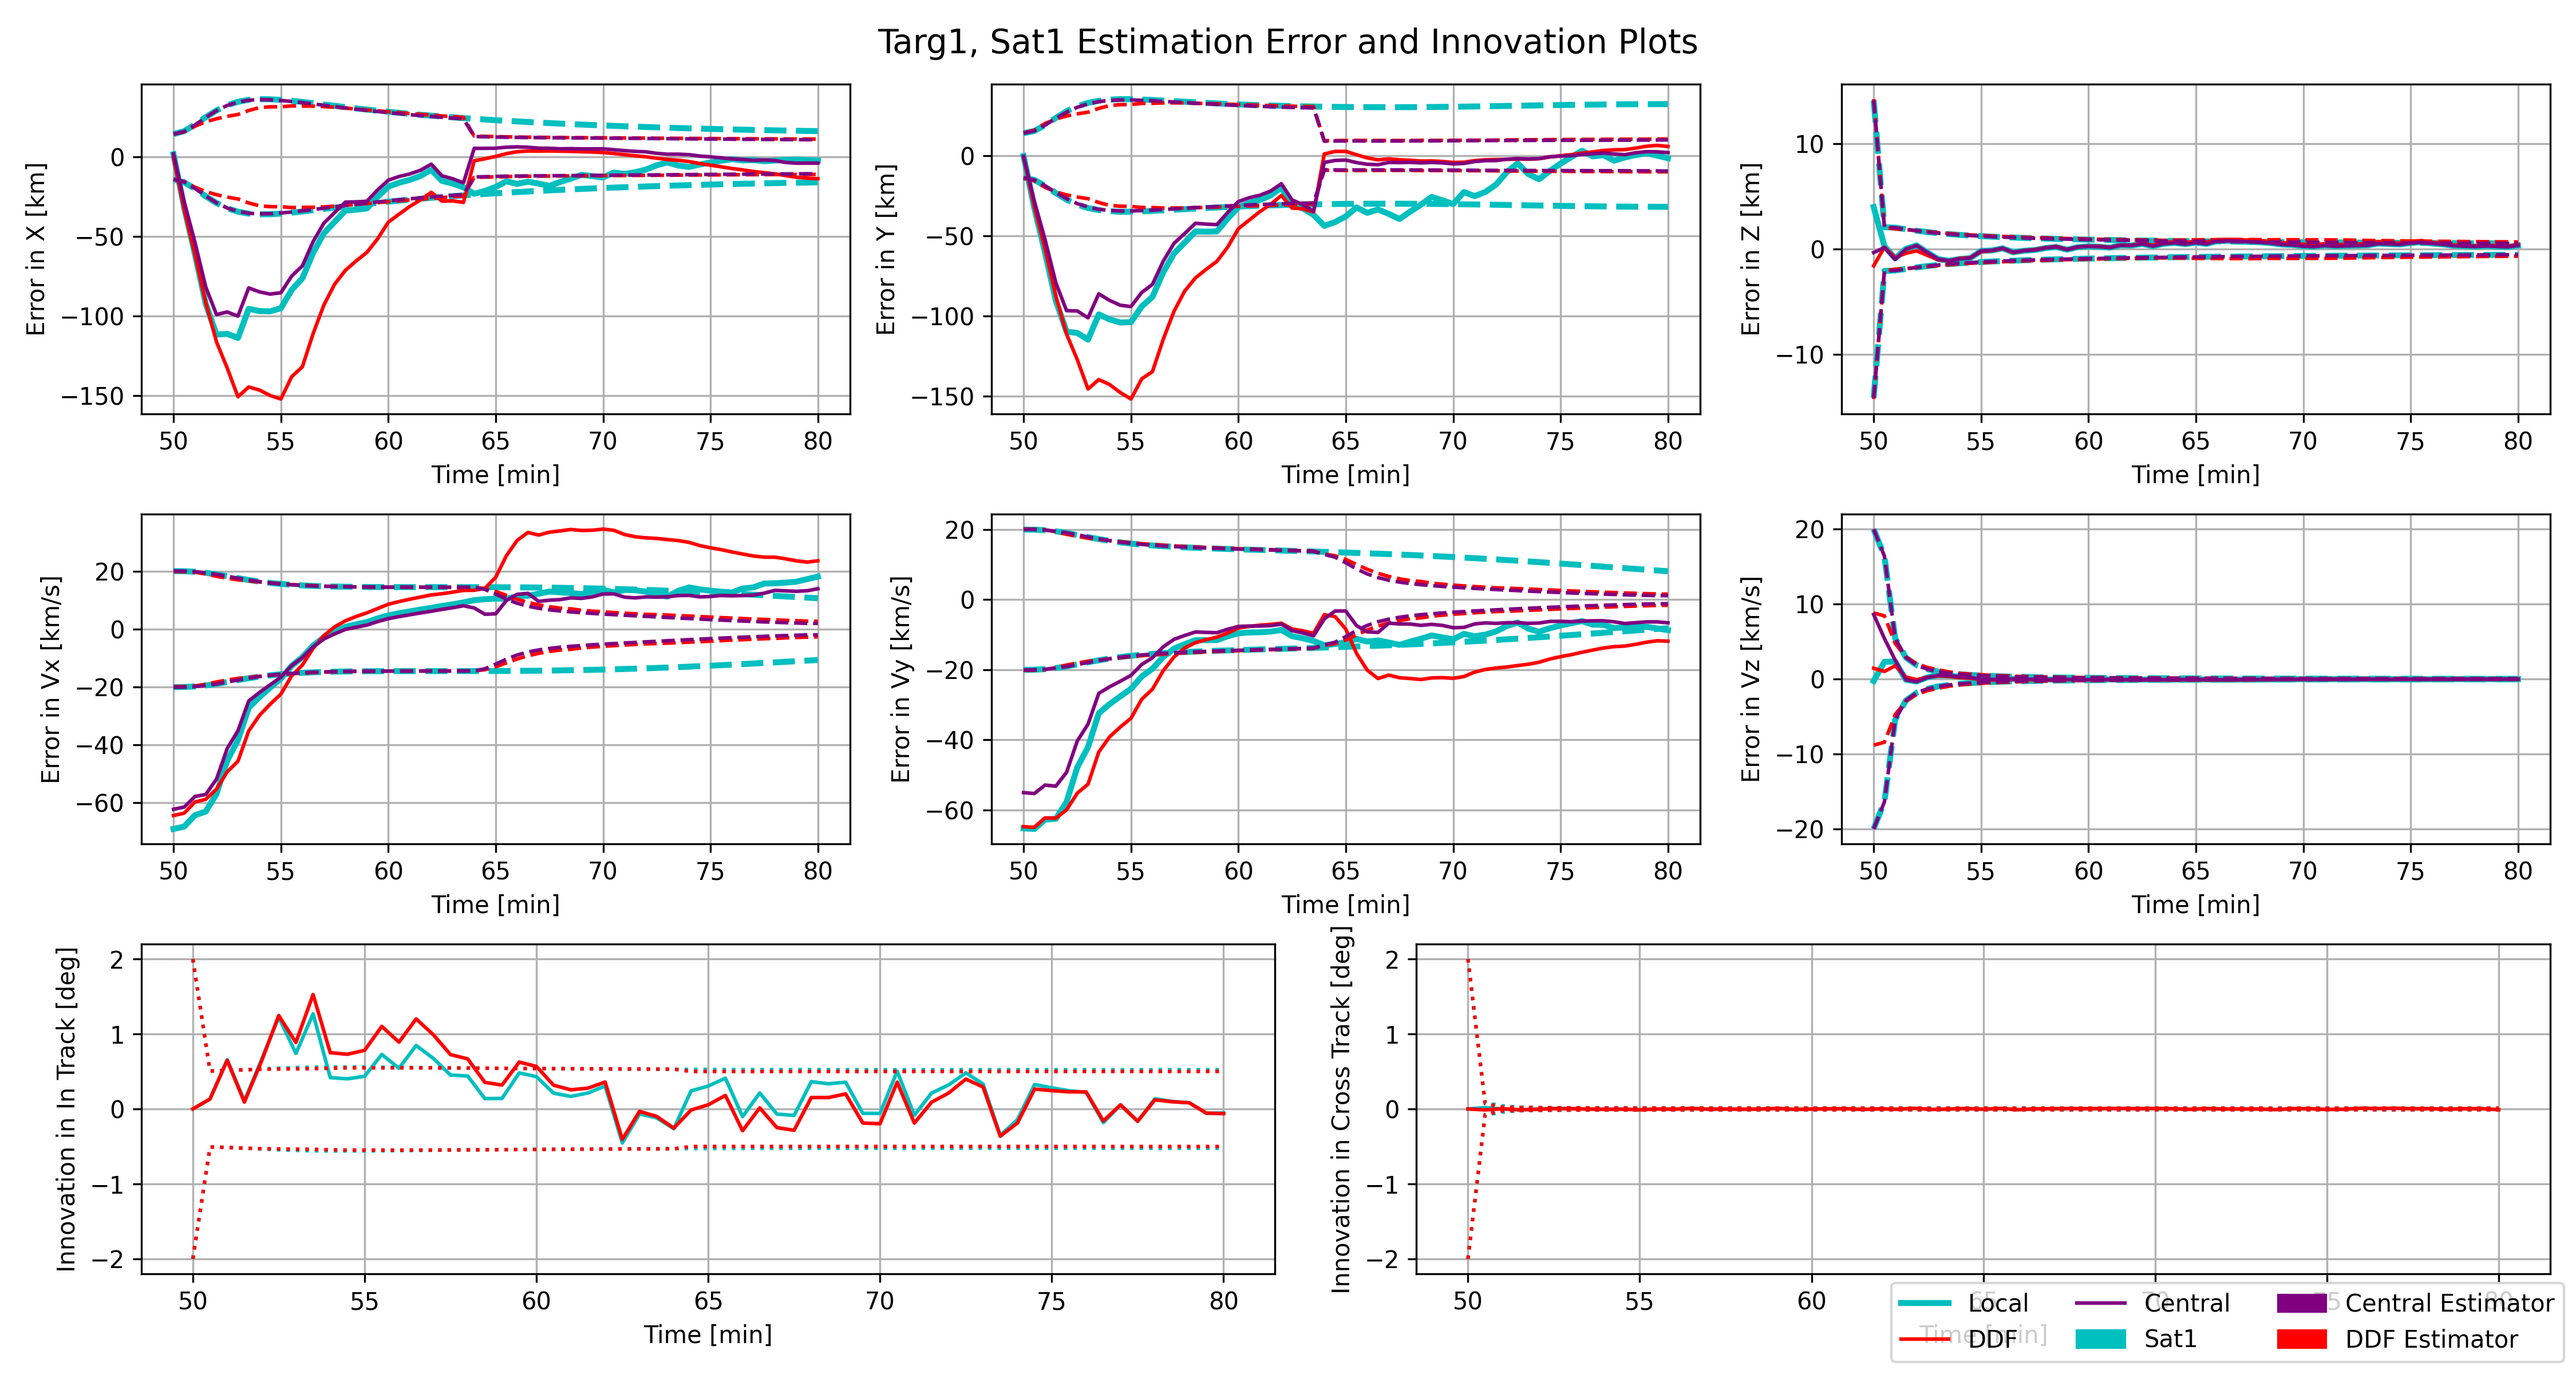 Targ1, Sat1 Estimation Error and Innovation Plots
Error in X [km]
0
−50
−100
−150
50 55 60 65 70 75 80
Time [min]
Error in Y [km]
0
−50
−100
−150
50 55 60 65 70 75 80
Time [min]
Error in Z [km]
10
0
−10
50 55 60 65 70 75 80
Time [min]
Error in Vx [km/s]
20
0
−20
−40
−60
50 55 60 65 70 75 80
Time [min]
Error in Vy [km/s]
20
0
−20
−40
−60
50 55 60 65 70 75 80
Time [min]
Error in Vz [km/s]
20
10
0
−10
−20
50 55 60 65 70 75 80
Time [min]
Innovation in In Track [deg]
2
1
0
−1
−2
50 55 60 65 70 75 80
Time [min]
Innovation in Cross Track [deg]
2
1
0
−1
−2
50 55 60 65 70 75 80
Time [min]
Local Central Central Estimator
DDF Sat1 DDF Estimator